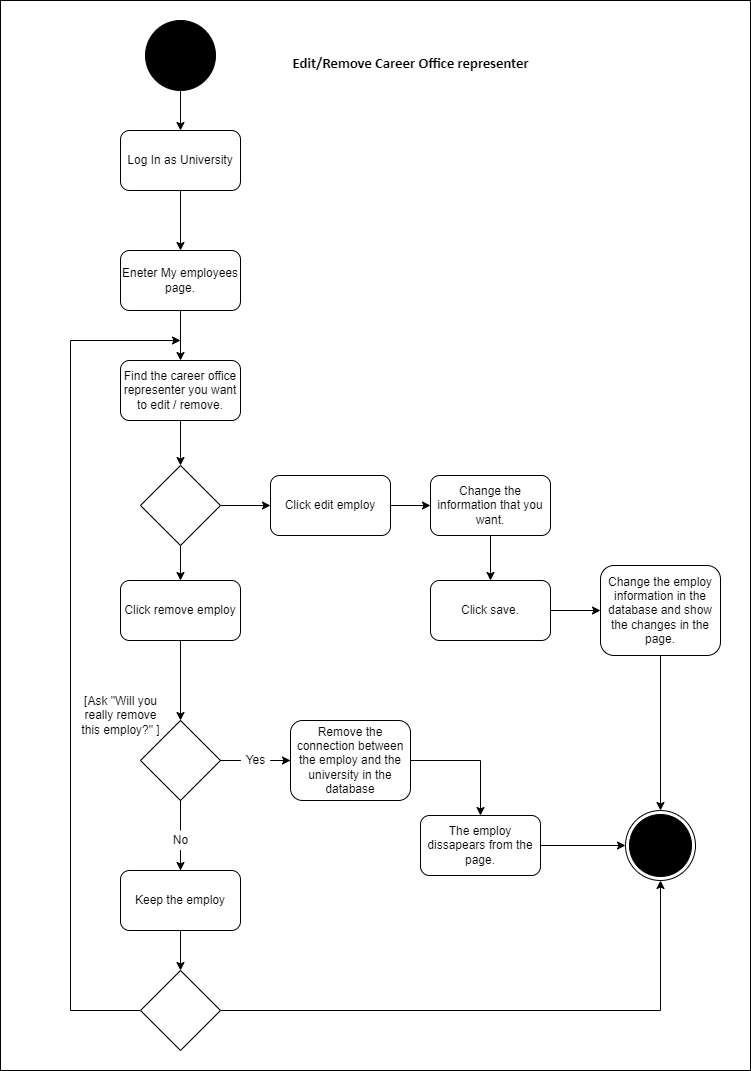 Edit/Remove Career Office representer
Log In as University
Eneter My employees
page.
Find the career office
representer you want
to edit / remove.
Click edit employ
Change the
information that you
want.
Click remove employ
Click save.
Change the employ
information in the
database and show
the changes in the
page.
[Ask "Will you
really remove
this employ?" ]
Yes
Remove the
connection between
the employ and the
university in the
database
The employ
dissapears from the
page.
No
Keep the employ